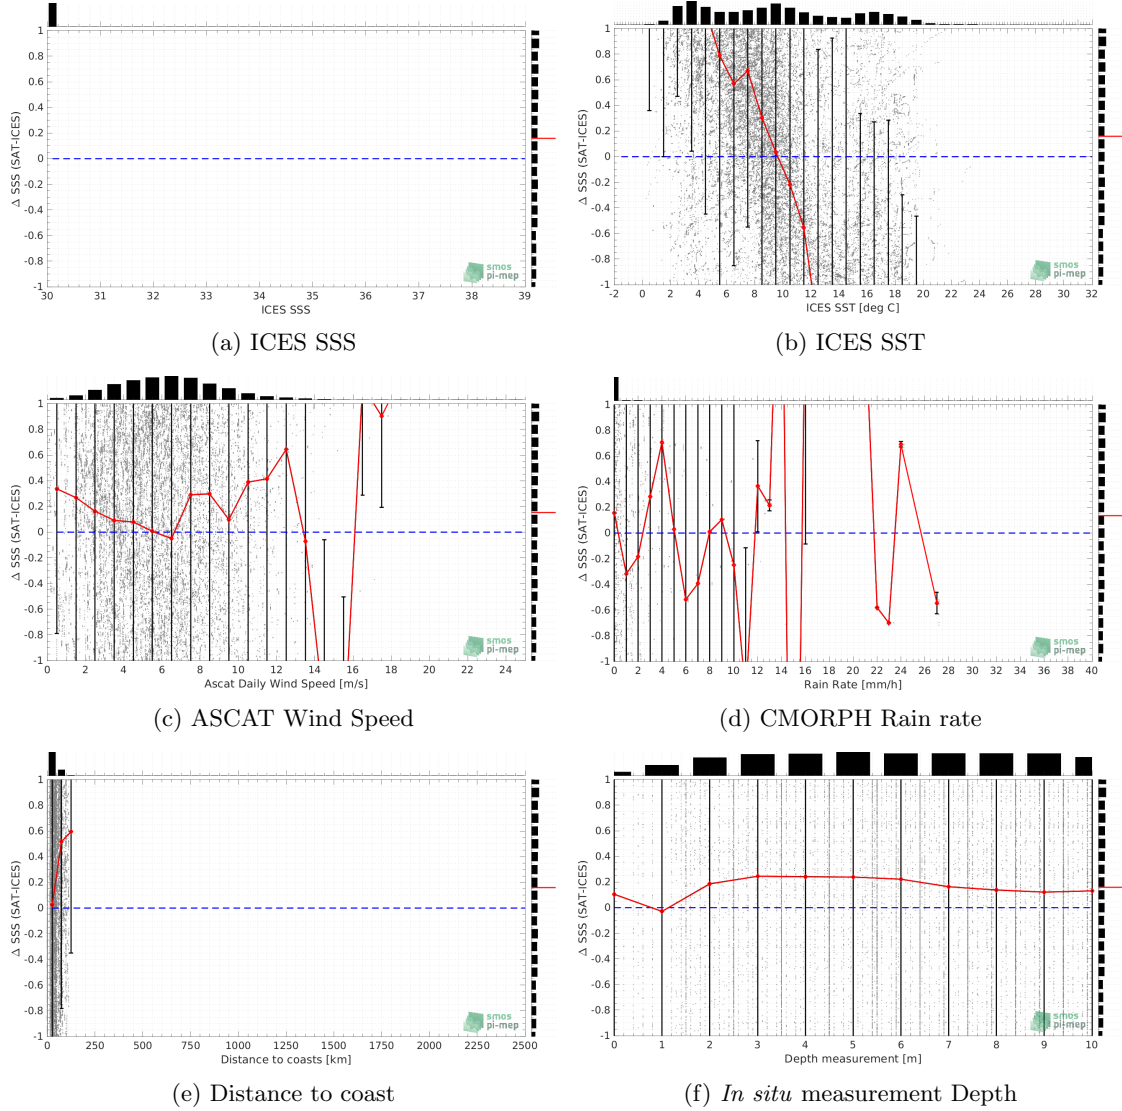 1
0.8
0.6
0.4
0.2
0
-0.2
-0.4
-0.6
-0.8
-1
Δ SSS (SAT-ICES)
smos
pi-mep
30 31 32 33 34 35 36 37 38 39
ICES SSS
(a) ICES SSS
1
0.8
0.6
0.4
0.2
0
-0.2
-0.4
-0.6
-0.8
-1
Δ SSS (SAT-ICES)
smos
pi-mep
-2 0 2 4 6 8 10 12 14 16 18 20 22 24 26 28 30 32
ICES SST [deg C]
(b) ICES SST
1
0.8
0.6
0.4
0.2
0
-0.2
-0.4
-0.6
-0.8
-1
Δ SSS (SAT-ICES)
smos
pi-mep
0 2 4 6 8 10 12 14 16 18 20 22 24
Ascat Daily Wind Speed [m/s]
(c) ASCAT Wind Speed
1
0.8
0.6
0.4
0.2
0
-0.2
-0.4
-0.6
-0.8
-1
Δ SSS (SAT-ICES)
smos
pi-mep
0 2 4 6 8 10 12 14 16 18 20 22 24 26 28 30 32 34 36 38 40
Rain Rate [mm/h]
(d) CMORPH Rain rate
1
0.8
0.6
0.4
0.2
0
-0.2
-0.4
-0.6
-0.8
-1
Δ SSS (SAT-ICES)
smos
pi-mep
0 250 500 750 1000 1250 1500 1750 2000 2250 2500
Distance to coasts [km]
(e) Distance to coast
1
0.8
0.6
0.4
0.2
0
-0.2
-0.4
-0.6
-0.8
-1
Δ SSS (SAT-ICES)
smos
pi-mep
0 1 2 3 4 5 6 7 8 9 10
Depth measurement [m]
(f) In situ measurement Depth